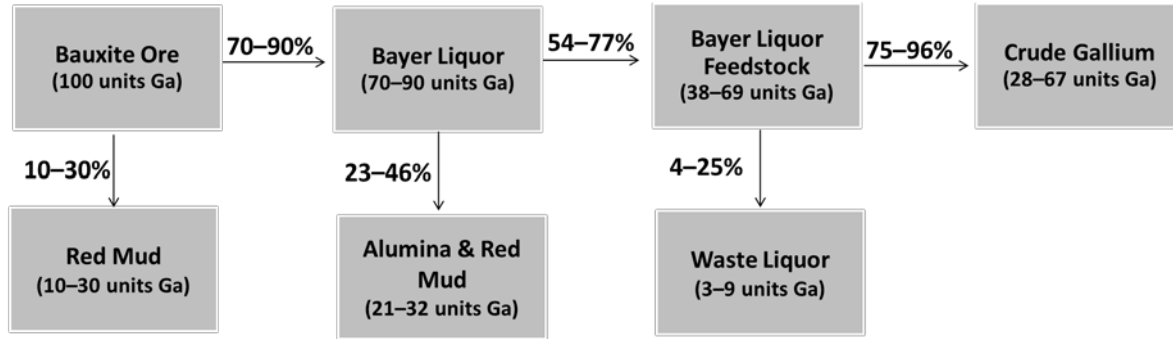 Bauxite Ore
(100 units Ga)
70–90%
Bayer Liquor
(70–90 units Ga)
54–77%
Bayer Liquor
Feedstock
(38–69 units Ga)
75–96%
Crude Gallium
(28–67 units Ga)
10–30%
23–46%
4–25%
Red Mud
(10–30 units Ga)
Alumina & Red
Mud
(21–32 units Ga)
Waste Liquor
(3–9 units Ga)